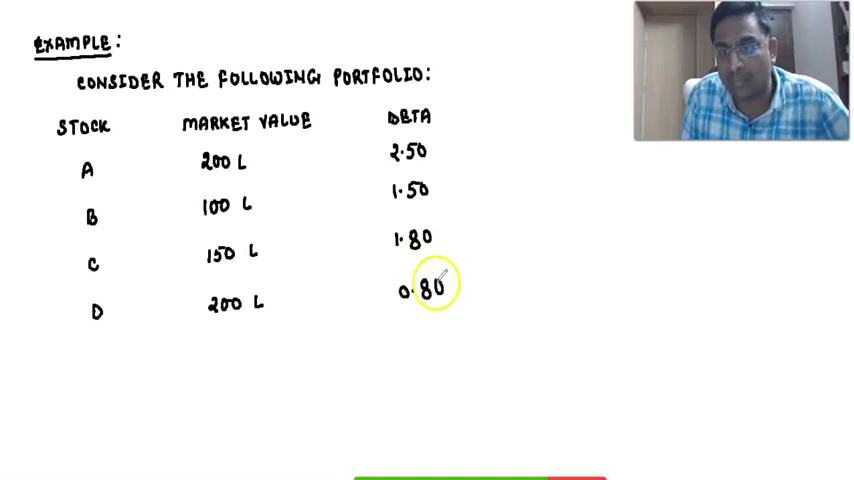 EXAMPLE:
CONSIDER THE FOLLOWING PORTFOLIO:
STOCK MARKET VALUE BETA
A 200 L 2.50
B 100 L 1.50
C 150 L 1.80
D 200 L 0.80